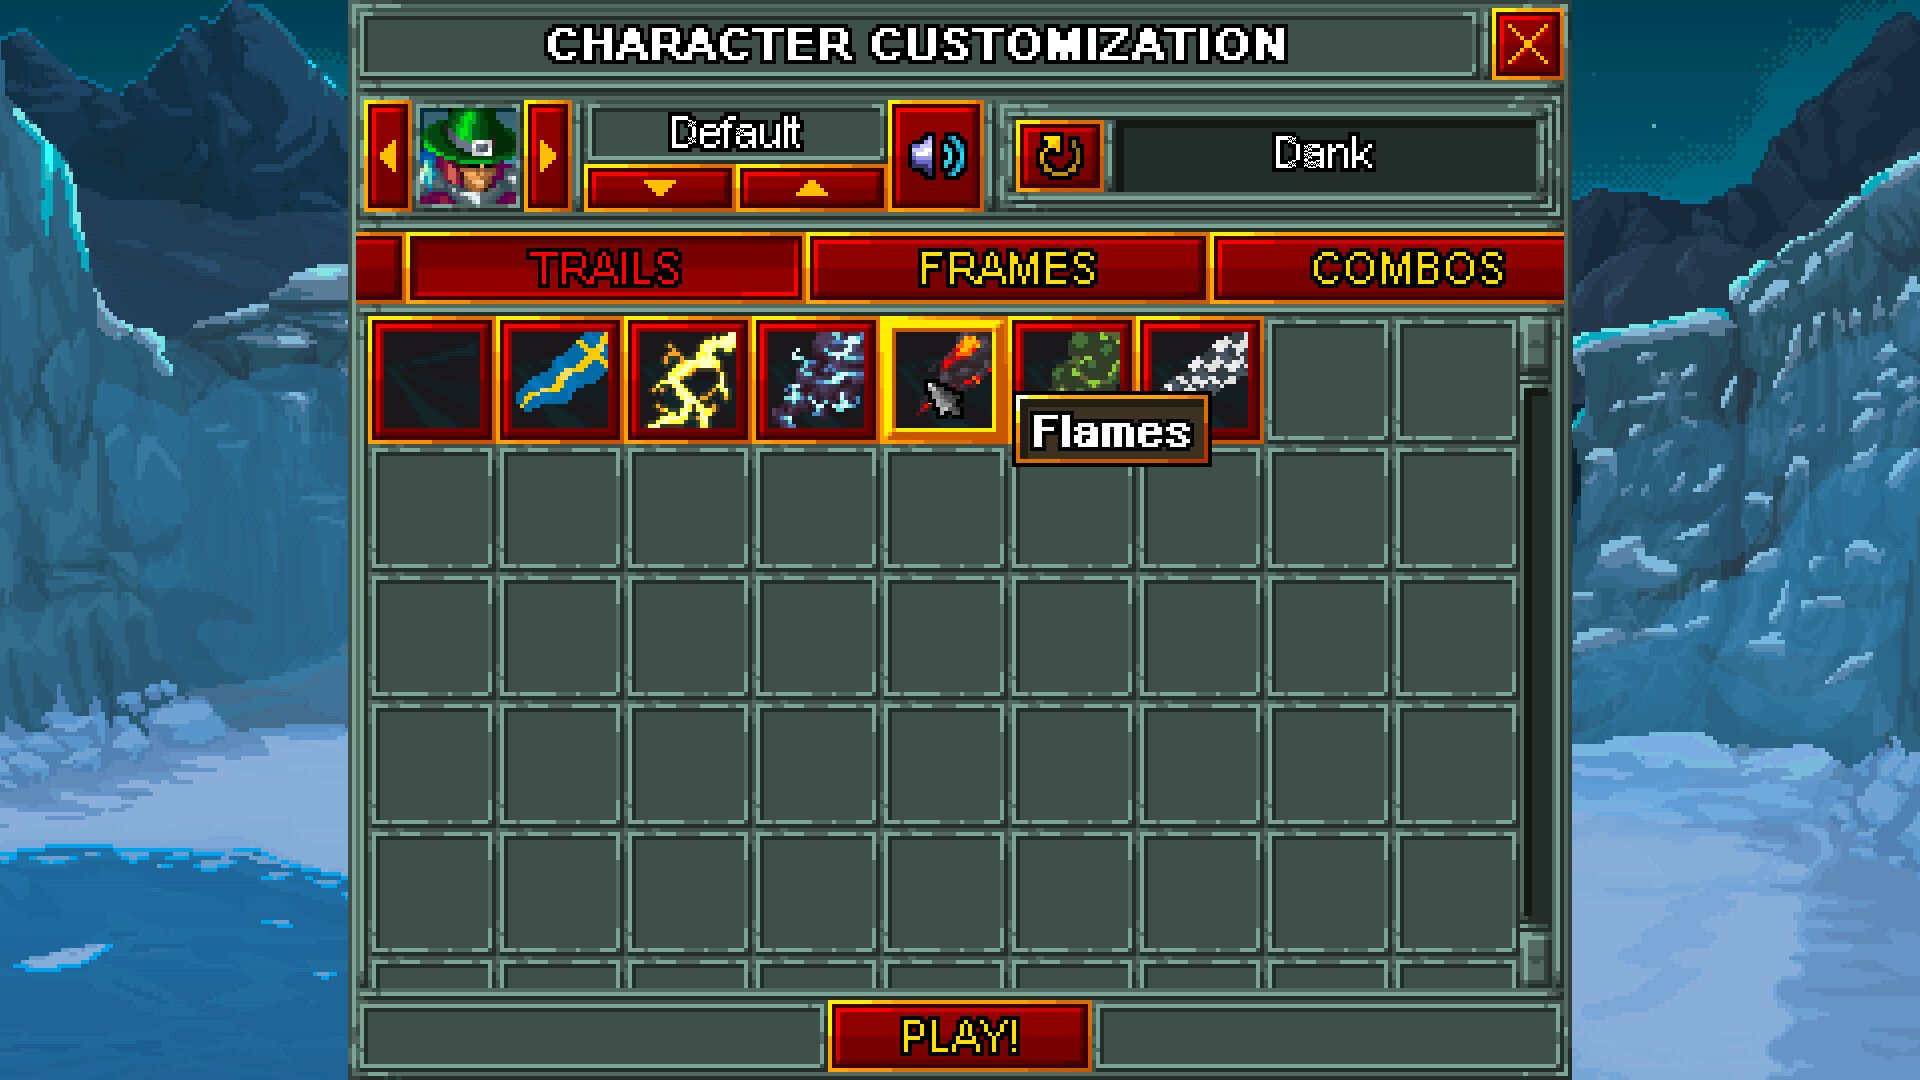 CHARACTER CUSTOMIZATION
Default
Dank
TRAILS
FRAMES
COMBOS
Flames
PLAY!